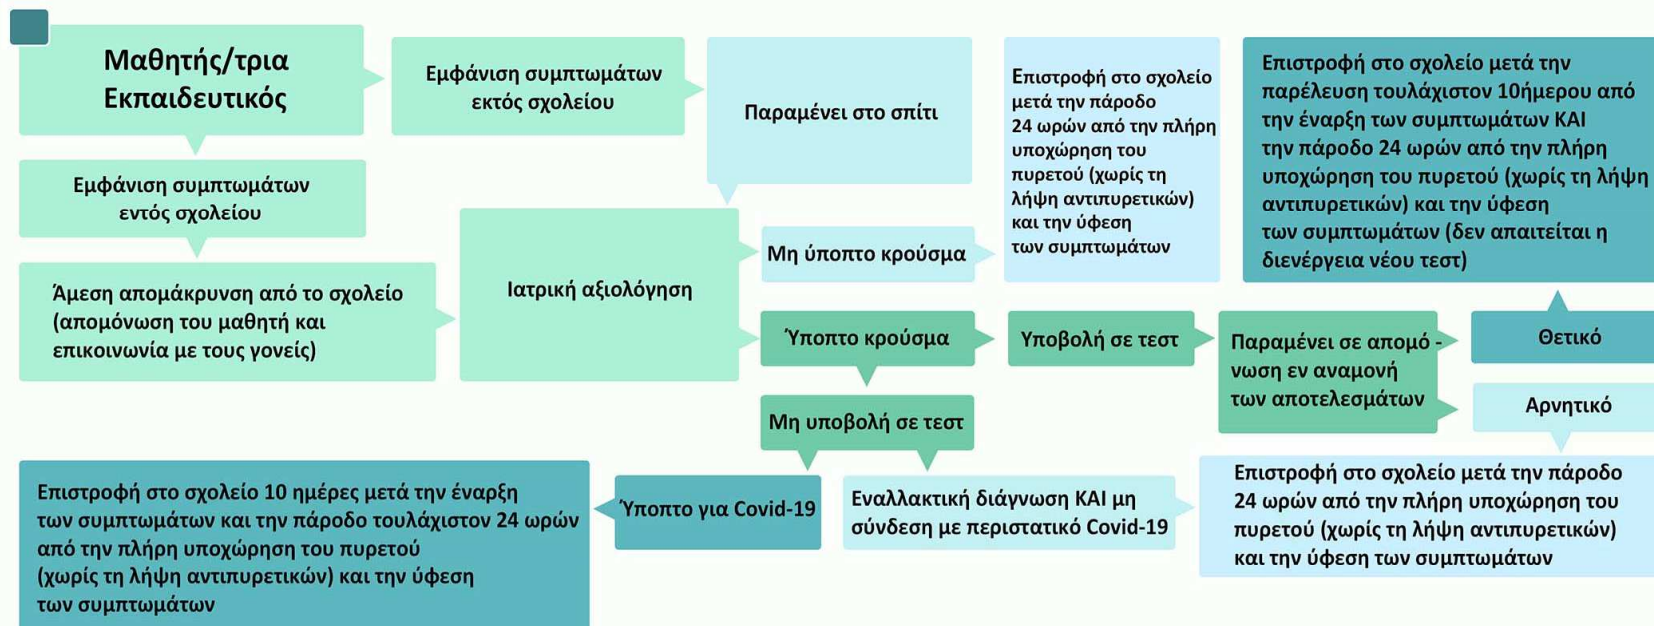 Μαθητής/τρια
Εκπαιδευτικός
Εμφάνιση συμπτωμάτων
εκτός σχολείου
Παραμένει στο σπίτι
Επιστροφή στο σχολείο
μετά την πάροδο
24 ωρών από την πλήρη
υποχώρηση του
πυρετού (χωρίς τη
λήψη αντιπυρετικών)
και την ύφεση
των συμπτωμάτων
Επιστροφή στο σχολείο μετά την
παρέλευση τουλάχιστον 10ήμερου από
την έναρξη των συμπτωμάτων ΚΑΙ
την πάροδο 24 ωρών από την πλήρη
υποχώρηση του πυρετού (χωρίς τη λήψη
αντιπυρετικών) και την ύφεση
των συμπτωμάτων (δεν απαιτείται η
διενέργεια νέου τεστ)
Εμφάνιση συμπτωμάτων
εντός σχολείου
Άμεση απομάκρυνση από το σχολείο
(απομόνωση του μαθητή και
επικοινωνία με τους γονείς)
Ιατρική αξιολόγηση
Μη ύποπτο κρούσμα
Ύποπτο κρούσμα
Υποβολή σε τεστ
Παραμένει σε απομό -
νωση εν αναμονή
των αποτελεσμάτων
Θετικό
Αρνητικό
Μη υποβολή σε τεστ
Επιστροφή στο σχολείο 10 ημέρες μετά την έναρξη
των συμπτωμάτων και την πάροδο τουλάχιστον 24 ωρών
από την πλήρη υποχώρηση του πυρετού
(χωρίς τη λήψη αντιπυρετικών) και την ύφεση
των συμπτωμάτων
Ύποπτο για Covid-19
Εναλλακτική διάγνωση ΚΑΙ μη
σύνδεση με περιστατικό Covid-19
Επιστροφή στο σχολείο μετά την πάροδο
24 ωρών από την πλήρη υποχώρηση του
πυρετού (χωρίς τη λήψη αντιπυρετικών)
και την ύφεση των συμπτωμάτων